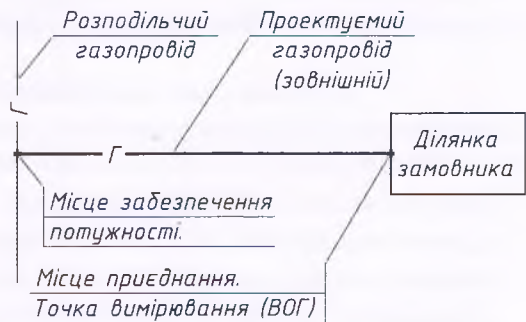 Розподільчий
газопровід
Проектуємий
газопровід
(зовнішній)
Г
Г
Ділянка
замовника
Місце забезпечення
потужності.
Місце приєднання.
Точка вимірювання (ВОГ)